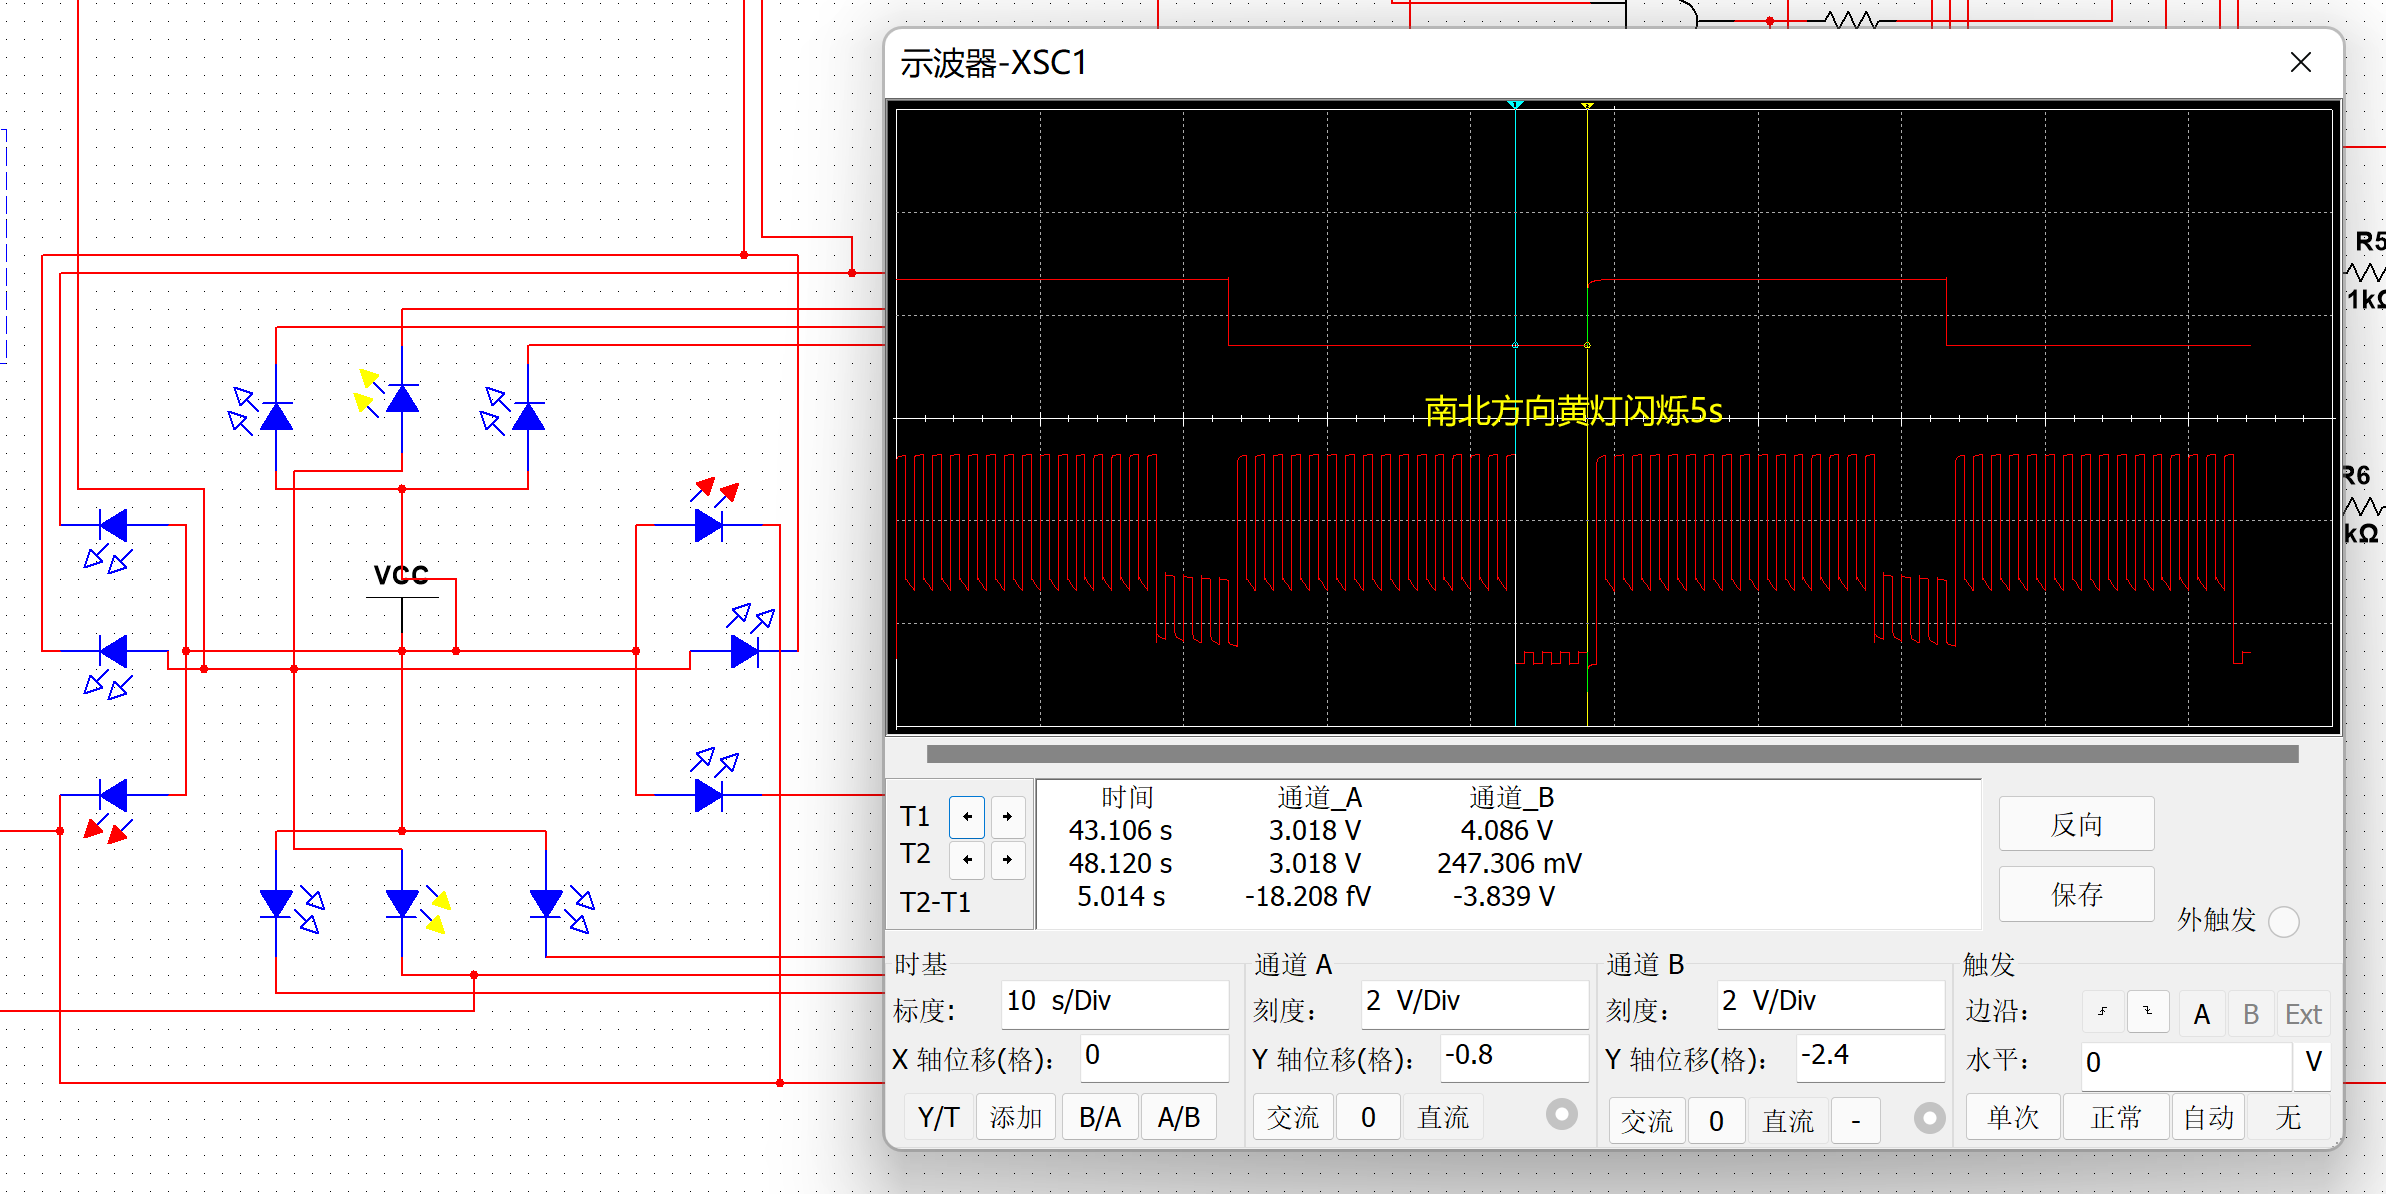 示波器-XSC1
R5
1kΩ
南北方向黄灯闪烁5s
R6
kΩ
VCC
时间 通道_A 通道_B
T1 43.106 s 3.018 V 4.086 V
T2 48.120 s 3.018 V 247.306 mV
T2-T1 5.014 s -18.208 fV -3.839 V
反向
保存
外触发
时基 通道 A 通道 B 触发
标度: 10 s/Div 刻度: 2 V/Div 刻度: 2 V/Div 边沿: A B Ext
X 轴位移(格): 0 Y 轴位移(格): -0.8 Y 轴位移(格): -2.4 水平: 0 V
Y/T 添加 B/A A/B 交流 0 直流 交流 0 直流 - 单次 正常 自动 无